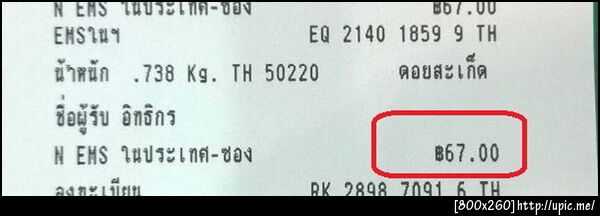 N EMS ในประเทศ-ซอง ฿67.00
EMSในฯ EQ 2140 1859 9 TH
น้ำหนัก .738 Kg. TH 50220 ดอยสะเก็ด
ชื่อผู้รับ อิทธิกร
N EMS ในประเทศ-ซอง ฿67.00
ลงทะเบียน RK 2898 7091 6 TH
[800x260]http://upic.me/